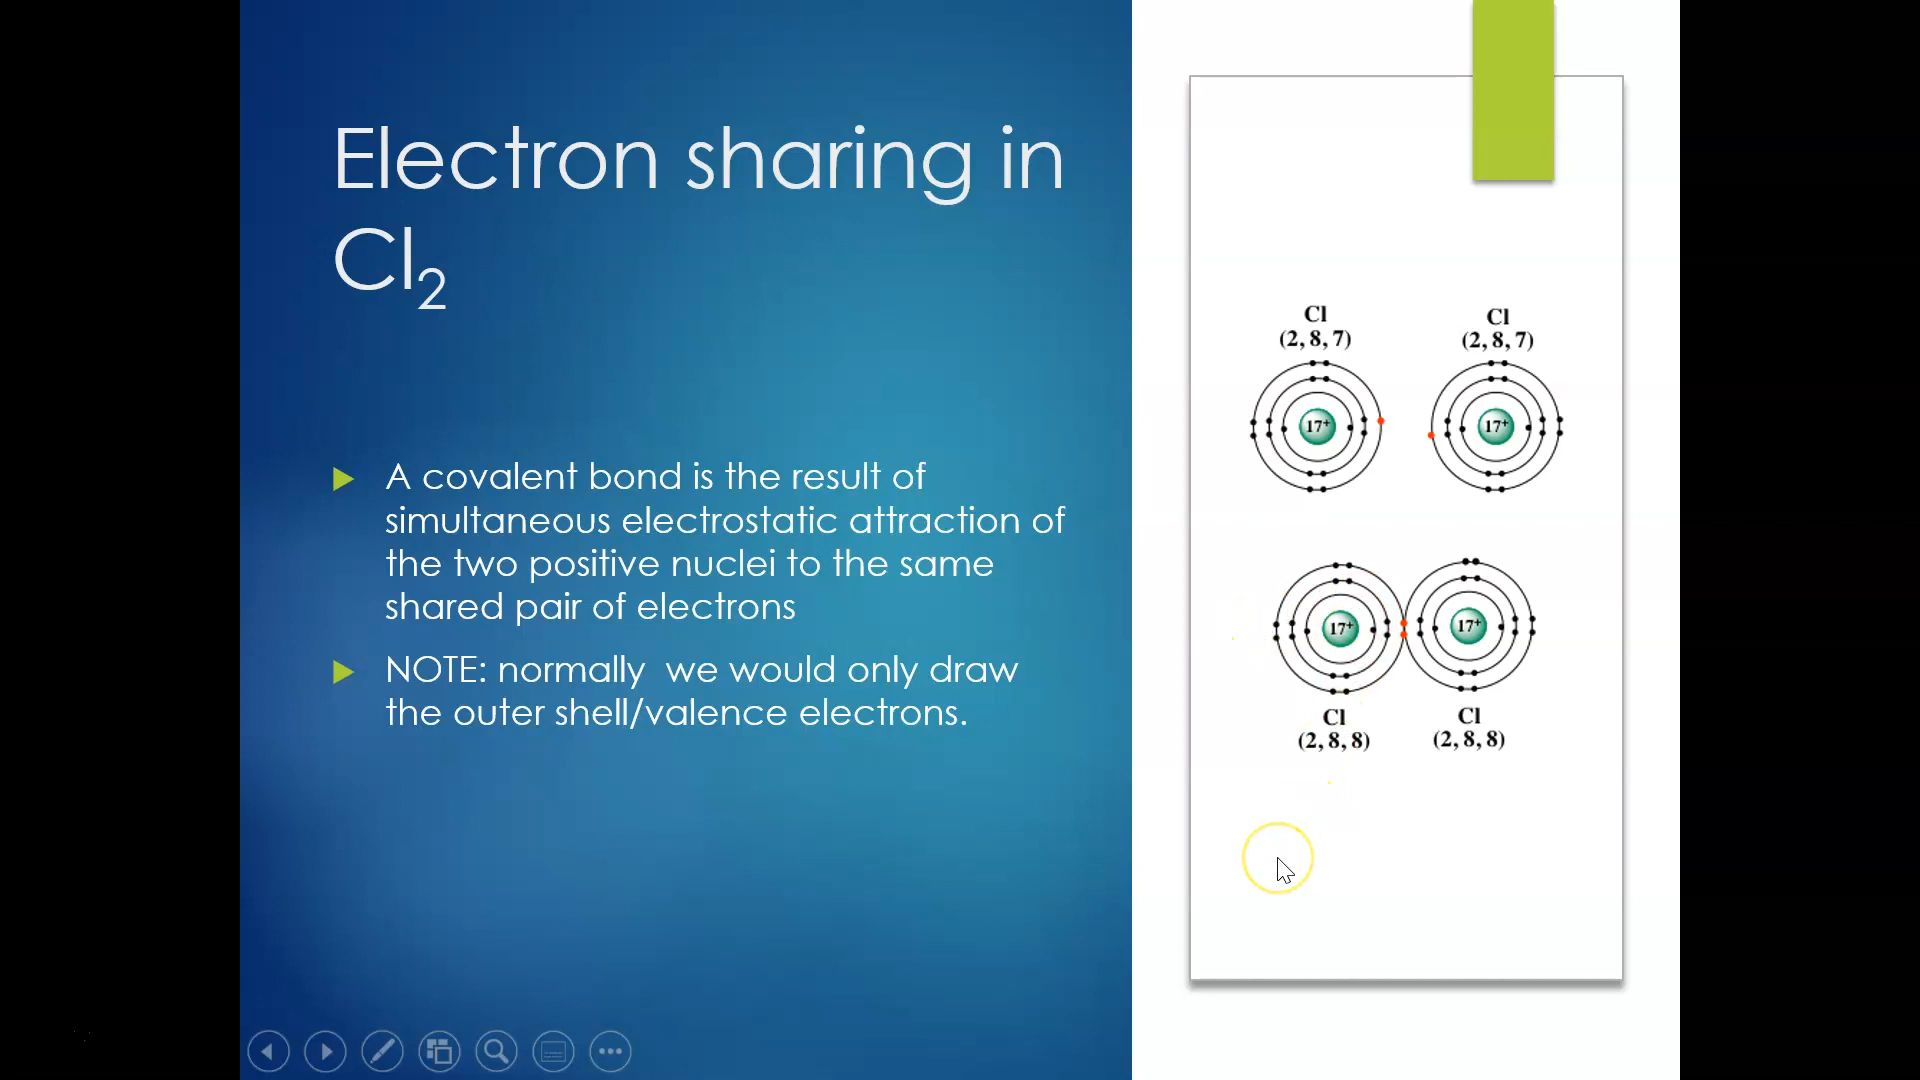 Electron sharing in
Cl₂
A covalent bond is the result of
simultaneous electrostatic attraction of
the two positive nuclei to the same
shared pair of electrons
NOTE: normally  we would only draw
the outer shell/valence electrons.
Cl
(2, 8, 7)
17+
Cl
(2, 8, 7)
17+
17+
Cl
(2, 8, 8)
17+
Cl
(2, 8, 8)